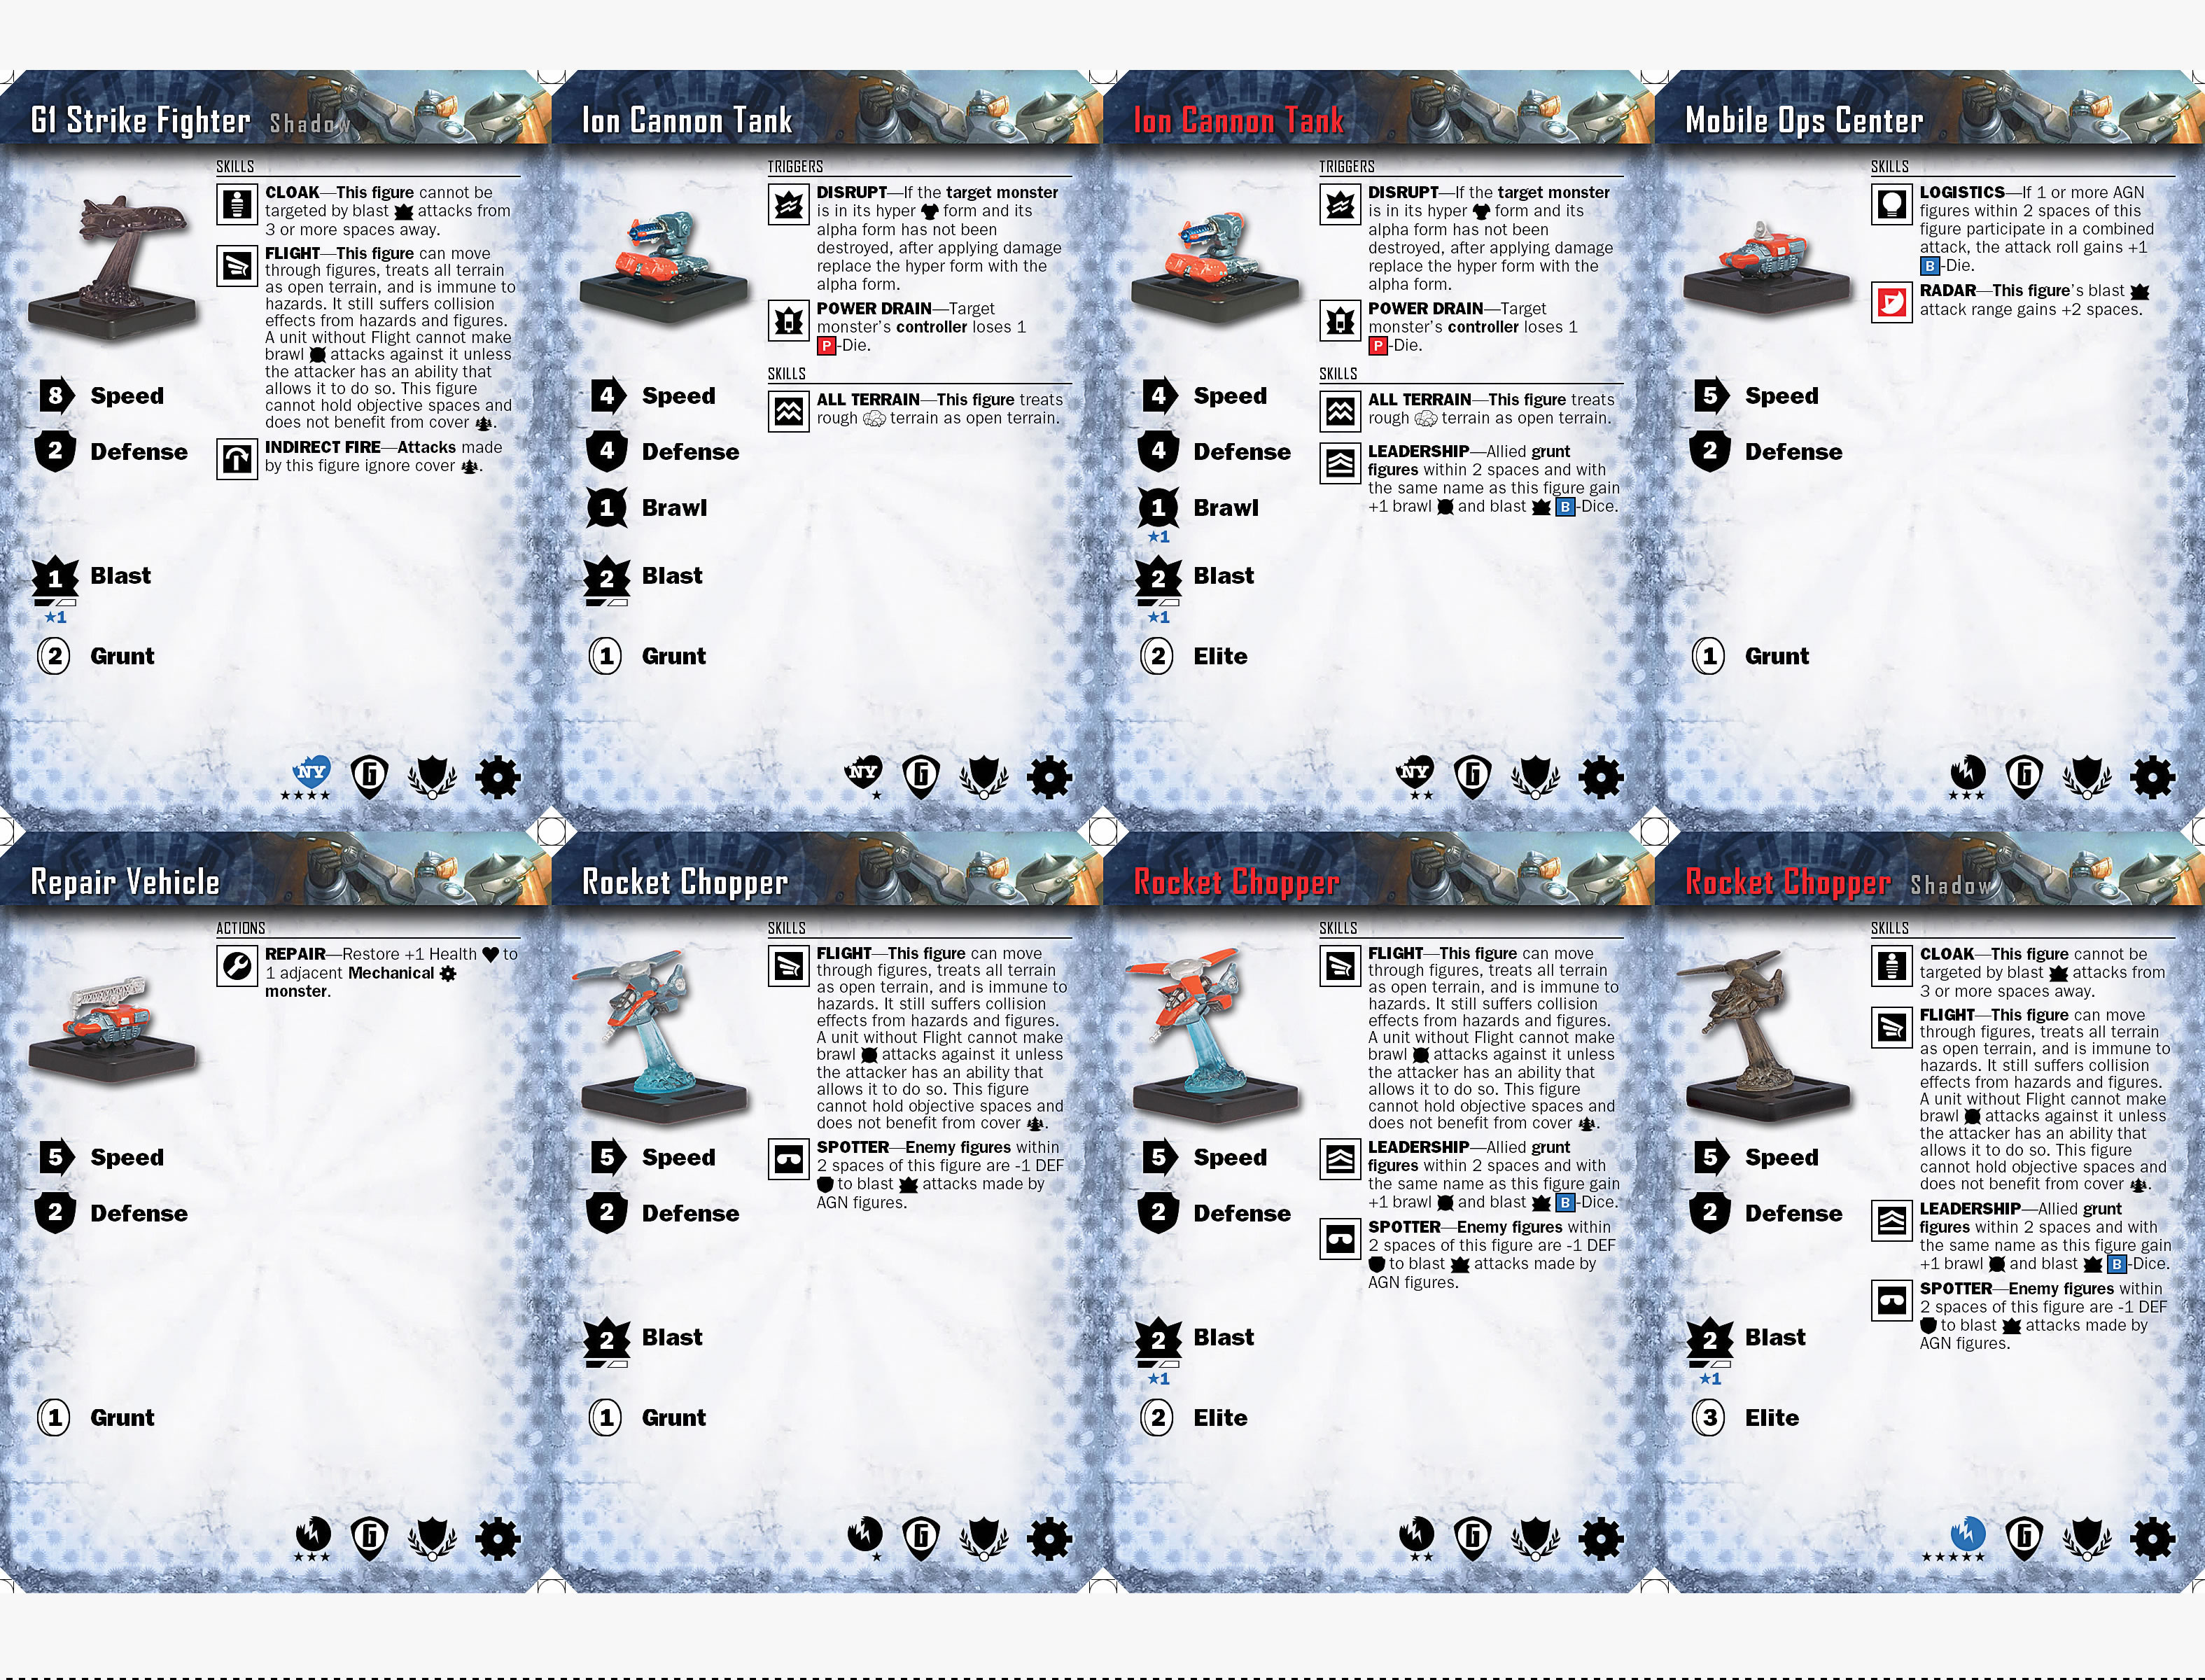 G1 Strike Fighter Shadow
SKILLS
CLOAK—This figure cannot be
targeted by blast attacks from
3 or more spaces away.
FLIGHT—This figure can move
through figures, treats all terrain
as open terrain, and is immune to
hazards. It still suffers collision
effects from hazards and figures.
A unit without Flight cannot make
brawl attacks against it unless
the attacker has an ability that
allows it to do so. This figure
cannot hold objective spaces and
does not benefit from cover .
INDIRECT FIRE—Attacks made
by this figure ignore cover .
8 Speed
2 Defense
1 Blast
★1
2 Grunt
NY G
★★★★
Ion Cannon Tank
TRIGGERS
DISRUPT—If the target monster
is in its hyper form and its
alpha form has not been
destroyed, after applying damage
replace the hyper form with the
alpha form.
POWER DRAIN—Target
monster's controller loses 1
P-Die.
SKILLS
ALL TERRAIN—This figure treats
rough terrain as open terrain.
4 Speed
4 Defense
1 Brawl
2 Blast
1 Grunt
NY G
★
Ion Cannon Tank
TRIGGERS
DISRUPT—If the target monster
is in its hyper form and its
alpha form has not been
destroyed, after applying damage
replace the hyper form with the
alpha form.
POWER DRAIN—Target
monster's controller loses 1
P-Die.
SKILLS
ALL TERRAIN—This figure treats
rough terrain as open terrain.
LEADERSHIP—Allied grunt
figures within 2 spaces and with
the same name as this figure gain
+1 brawl and blast B-Dice.
4 Speed
4 Defense
1 Brawl
★1
2 Blast
★1
2 Elite
NY G
★★
Mobile Ops Center
SKILLS
LOGISTICS—If 1 or more AGN
figures within 2 spaces of this
figure participate in a combined
attack, the attack roll gains +1
B-Die.
RADAR—This figure's blast
attack range gains +2 spaces.
5 Speed
2 Defense
1 Grunt
G
★★★
Repair Vehicle
ACTIONS
REPAIR—Restore +1 Health to
1 adjacent Mechanical
monster.
5 Speed
2 Defense
1 Grunt
G
★★★
Rocket Chopper
SKILLS
FLIGHT—This figure can move
through figures, treats all terrain
as open terrain, and is immune to
hazards. It still suffers collision
effects from hazards and figures.
A unit without Flight cannot make
brawl attacks against it unless
the attacker has an ability that
allows it to do so. This figure
cannot hold objective spaces and
does not benefit from cover .
SPOTTER—Enemy figures within
2 spaces of this figure are -1 DEF
to blast attacks made by
AGN figures.
5 Speed
2 Defense
2 Blast
1 Grunt
G
★
Rocket Chopper
SKILLS
FLIGHT—This figure can move
through figures, treats all terrain
as open terrain, and is immune to
hazards. It still suffers collision
effects from hazards and figures.
A unit without Flight cannot make
brawl attacks against it unless
the attacker has an ability that
allows it to do so. This figure
cannot hold objective spaces and
does not benefit from cover .
LEADERSHIP—Allied grunt
figures within 2 spaces and with
the same name as this figure gain
+1 brawl and blast B-Dice.
SPOTTER—Enemy figures within
2 spaces of this figure are -1 DEF
to blast attacks made by
AGN figures.
5 Speed
2 Defense
2 Blast
★1
2 Elite
G
★★
Rocket Chopper Shadow
SKILLS
CLOAK—This figure cannot be
targeted by blast attacks from
3 or more spaces away.
FLIGHT—This figure can move
through figures, treats all terrain
as open terrain, and is immune to
hazards. It still suffers collision
effects from hazards and figures.
A unit without Flight cannot make
brawl attacks against it unless
the attacker has an ability that
allows it to do so. This figure
cannot hold objective spaces and
does not benefit from cover .
LEADERSHIP—Allied grunt
figures within 2 spaces and with
the same name as this figure gain
+1 brawl and blast B-Dice.
SPOTTER—Enemy figures within
2 spaces of this figure are -1 DEF
to blast attacks made by
AGN figures.
5 Speed
2 Defense
2 Blast
★1
3 Elite
G
★★★★★